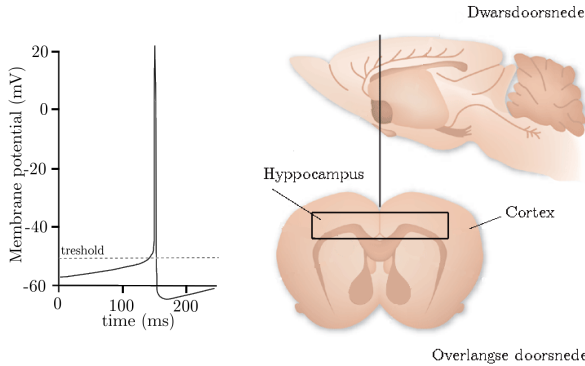 Dwarsdoorsnede
Membrane potential (mV)
20
0
-20
-40
-60
treshold
0
100
200
time (ms)
Hyppocampus
Cortex
Overlangse doorsnede